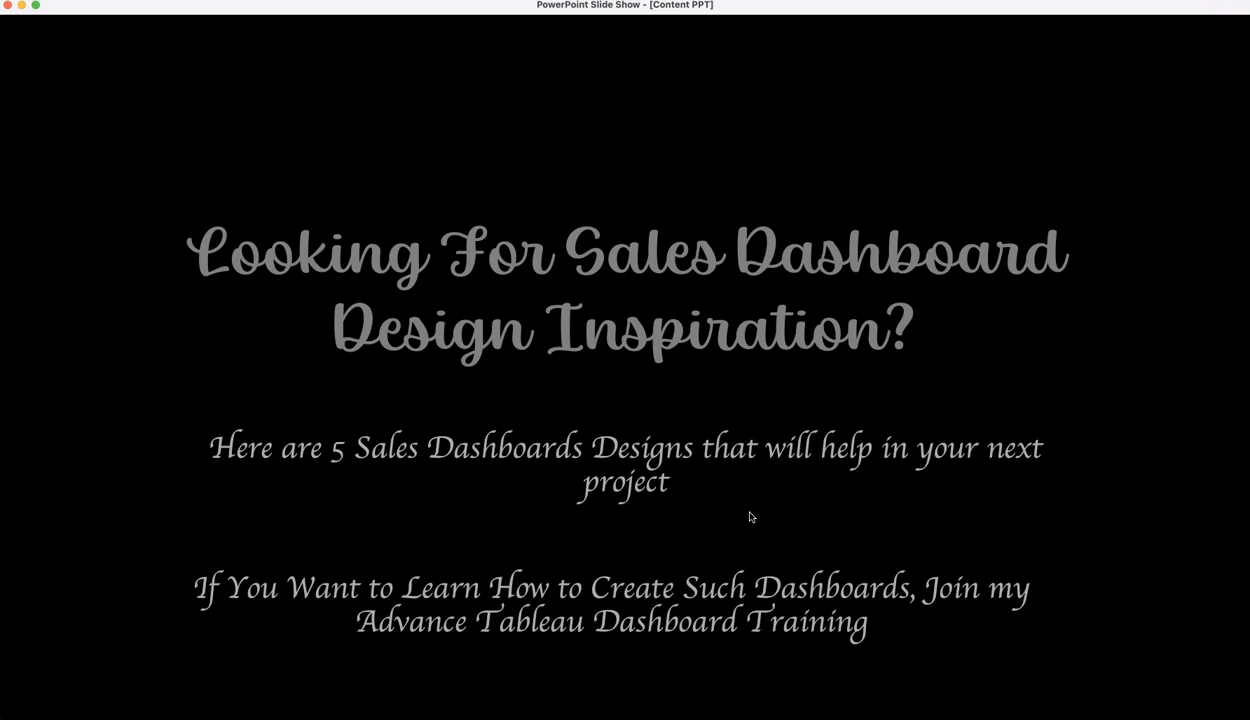 PowerPoint Slide Show - [Content PPT]
Looking For Sales Dashboard
Design Inspiration?
Here are 5 Sales Dashboards Designs that will help in your next
project
If You Want to Learn How to Create Such Dashboards, Join my
Advance Tableau Dashboard Training